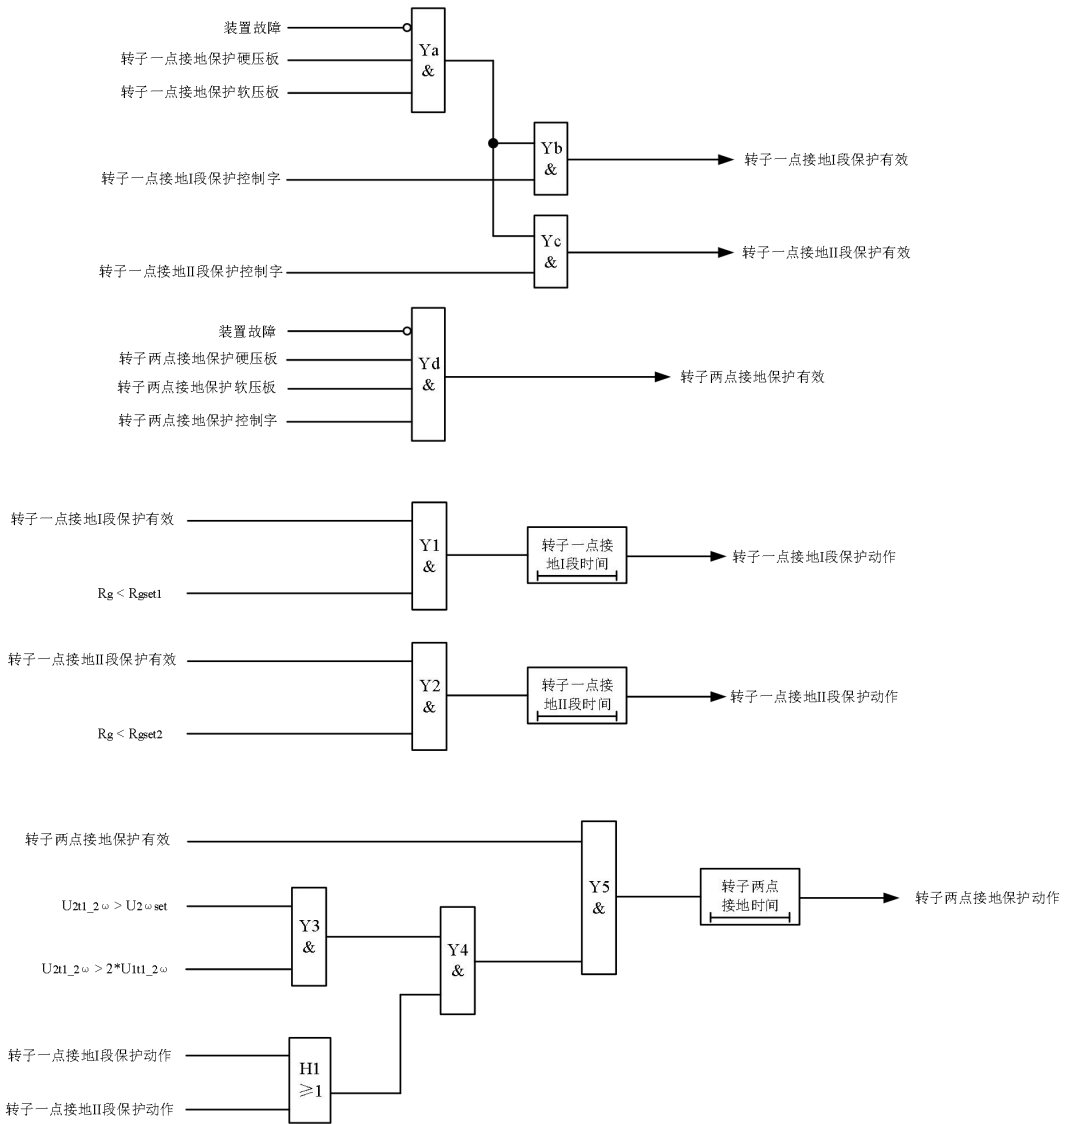 装置故障
转子一点接地保护硬压板
转子一点接地保护软压板
Ya
&
转子一点接地I段保护控制字
Yb
&
转子一点接地I段保护有效
转子一点接地II段保护控制字
Yc
&
转子一点接地II段保护有效
装置故障
转子两点接地保护硬压板
转子两点接地保护软压板
转子两点接地保护控制字
Yd
&
转子两点接地保护有效
转子一点接地I段保护有效
Rg < Rgset1
Y1
&
转子一点接
地I段时间
转子一点接地I段保护动作
转子一点接地II段保护有效
Rg < Rgset2
Y2
&
转子一点接
地II段时间
转子一点接地II段保护动作
转子两点接地保护有效
U2t1_2ω > U2ωset
U2t1_2ω > 2*U1t1_2ω
Y3
&
Y4
&
Y5
&
转子两点
接地时间
转子两点接地保护动作
转子一点接地I段保护动作
转子一点接地II段保护动作
H1
≥1